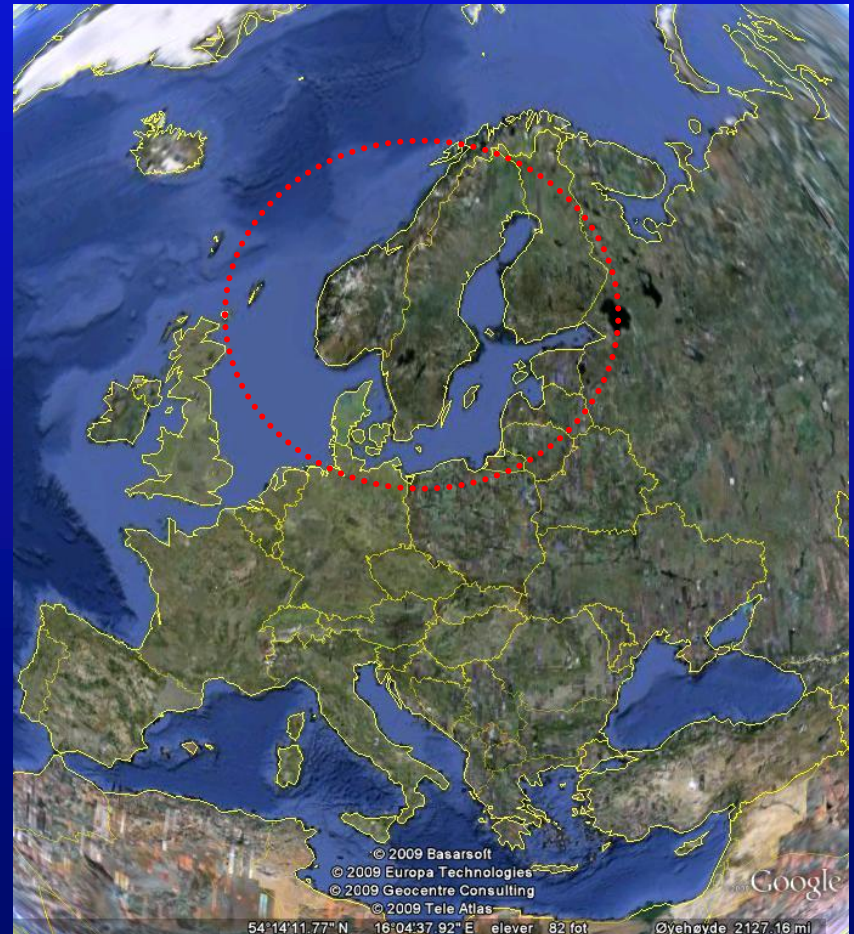 © 2009 Basarsoft
© 2009 Europa Technologies
© 2009 Geocentre Consulting
© 2009 Tele Atlas
Google
54°14'11.77" N 16°04'37.92" E elever 82 fot Øyehøyde 2127.16 mi